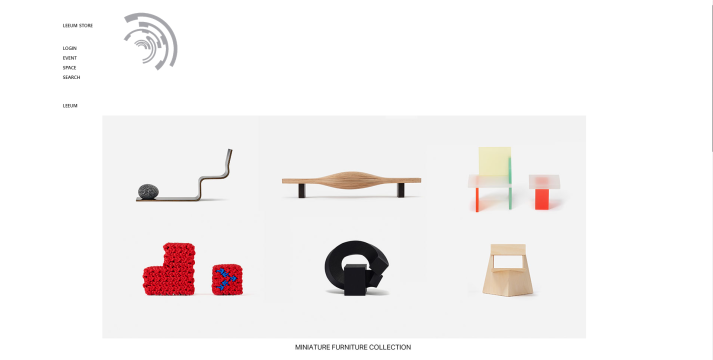 LEEUM STORE
LOGIN
EVENT
SPACE
SEARCH
LEEUM
MINIATURE FURNITURE COLLECTION